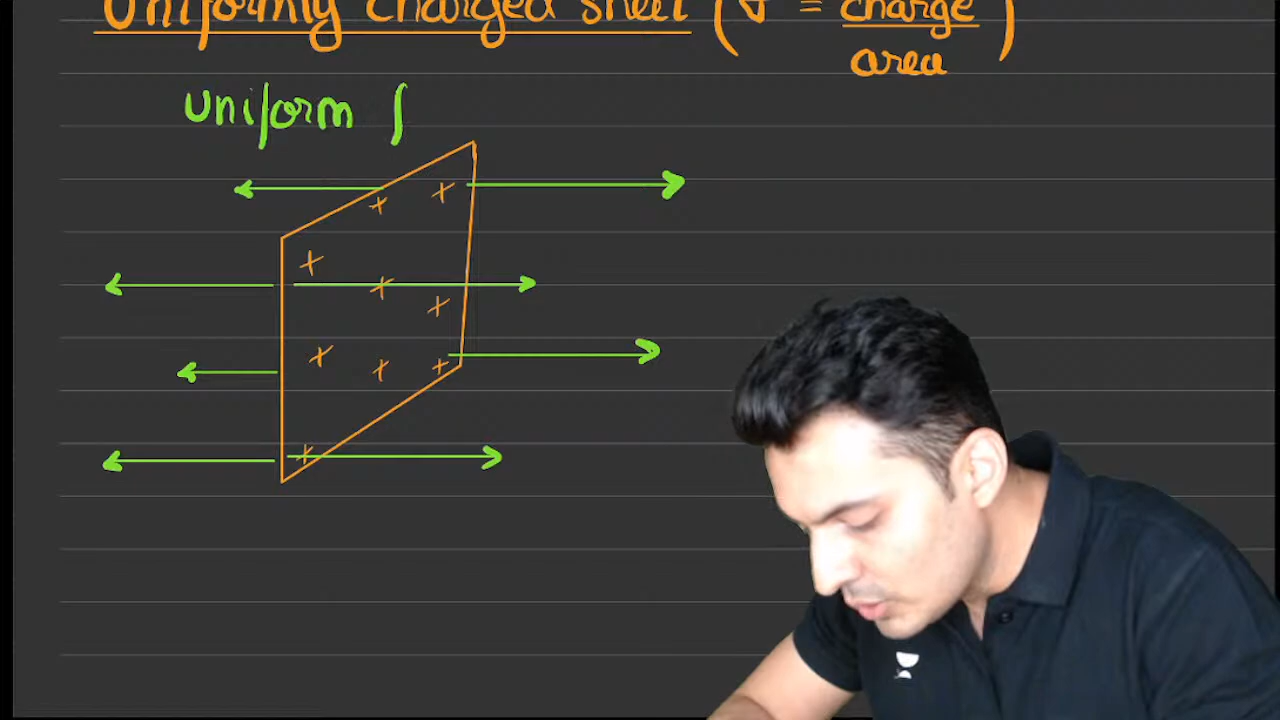 Uniformly charged sheet (σ = charge
area)
uniform f
+ +
+
+
+
+ + +
+